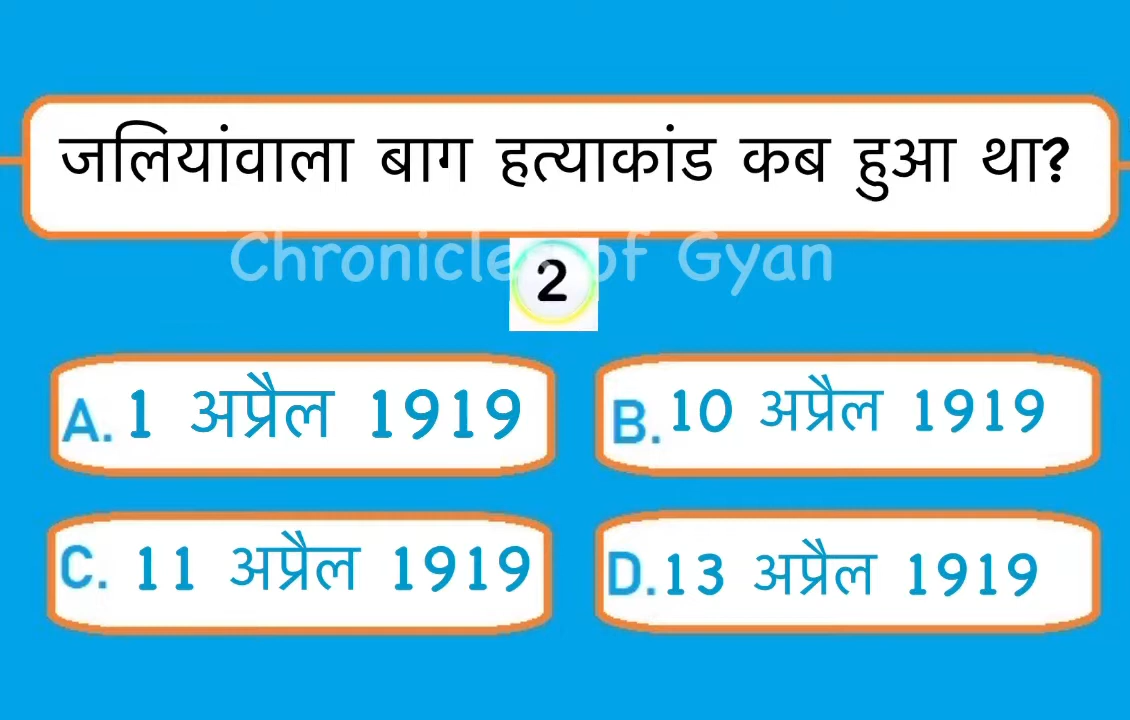 जलियांवाला बाग हत्याकांड कब हुआ था?
Chronicles of Gyan
2
A. 1 अप्रैल 1919
B. 10 अप्रैल 1919
C. 11 अप्रैल 1919
D. 13 अप्रैल 1919